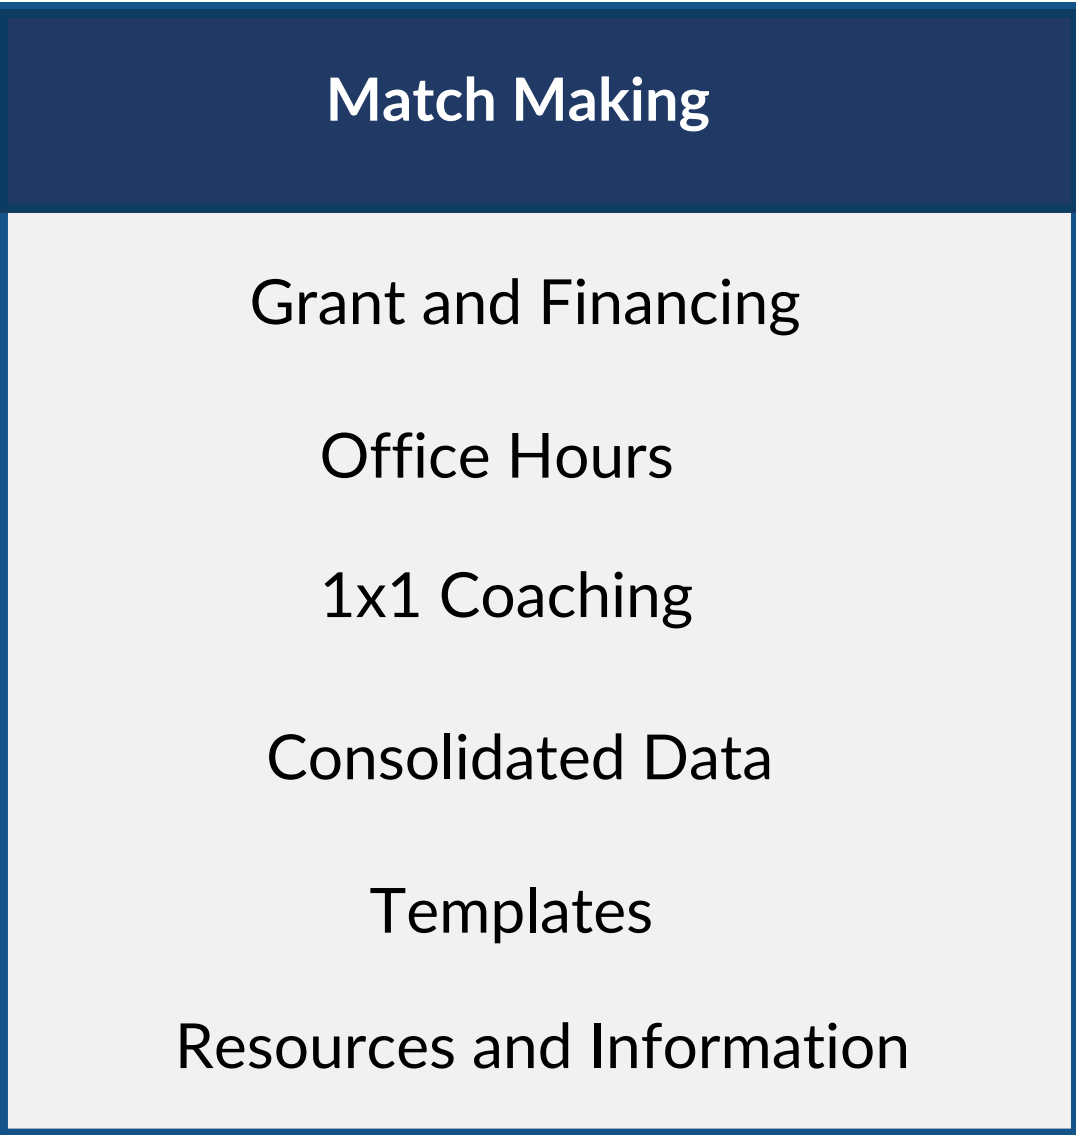 Match Making
Grant and Financing
Office Hours
1x1 Coaching
Consolidated Data
Templates
Resources and Information